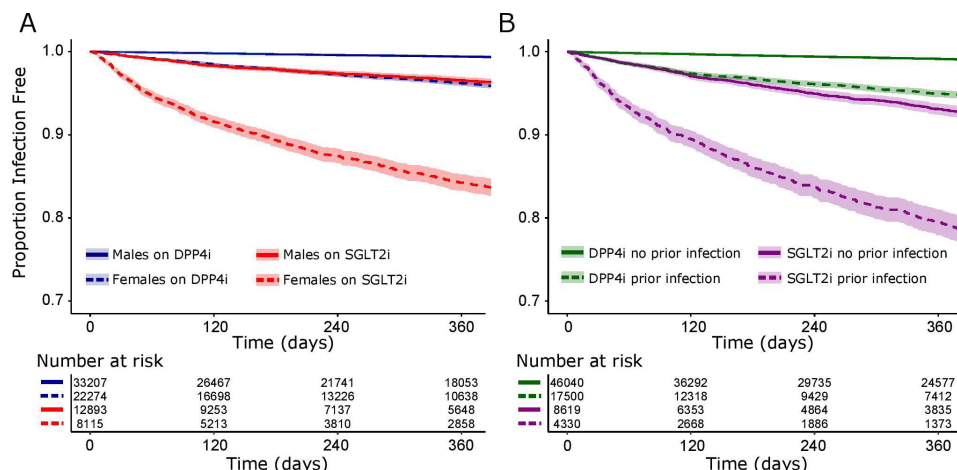 A
Proportion Infection Free
1.0
0.9
0.8
0.7
Males on DPP4i
Males on SGLT2i
Females on DPP4i
Females on SGLT2i
0 120 240 360
Time (days)
Number at risk
33207 26467 21741 18053
22274 16698 13226 10638
12893 9253 7137 5648
8115 5213 3810 2858
0 120 240 360
Time (days)
B
1.0
0.9
0.8
0.7
DPP4i no prior infection
SGLT2i no prior infection
DPP4i prior infection
SGLT2i prior infection
0 120 240 360
Time (days)
Number at risk
46040 36292 29735 24577
17500 12318 9429 7412
8619 6353 4864 3835
4330 2668 1886 1373
0 120 240 360
Time (days)